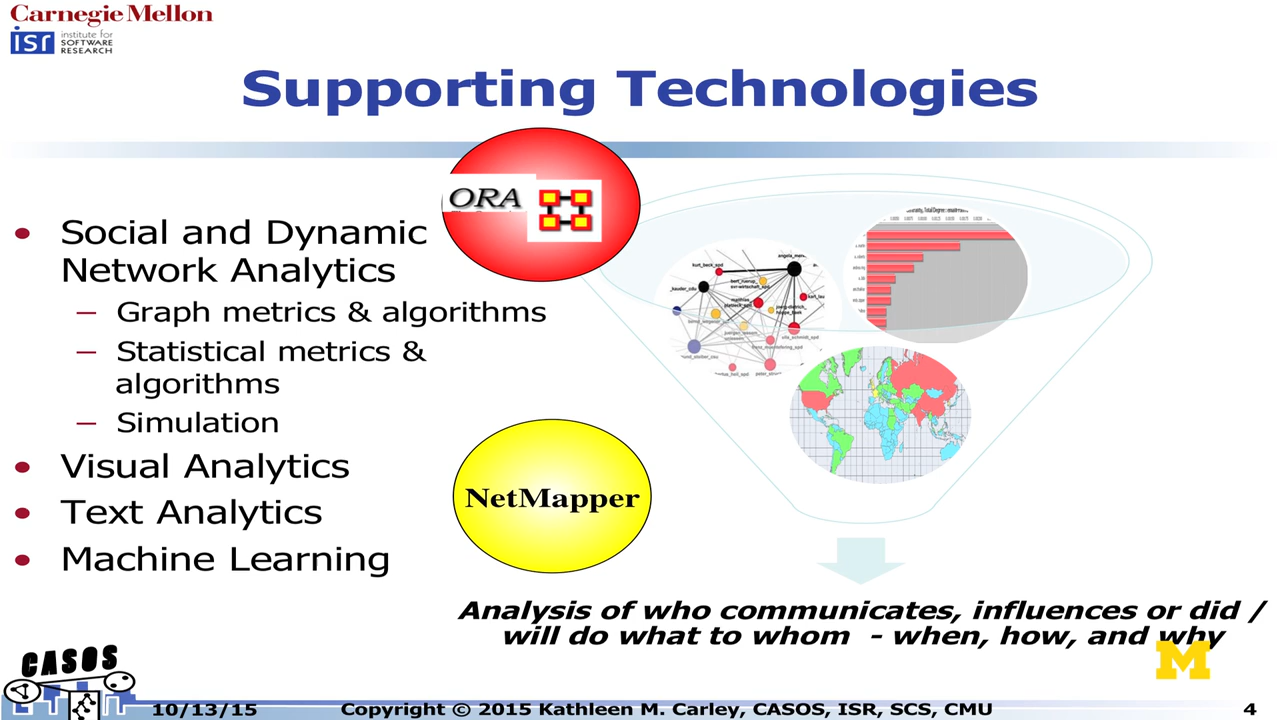 Carnegie Mellon
isr institute for
SOFTWARE
RESEARCH
Supporting Technologies
ORA
• Social and Dynamic
Network Analytics
– Graph metrics & algorithms
– Statistical metrics &
algorithms
– Simulation
• Visual Analytics
• Text Analytics
• Machine Learning
NetMapper
kurt_beck_spd
Analysis of who communicates, influences or did /
will do what to whom - when, how, and why
M
CASOS
10/13/15
Copyright © 2015 Kathleen M. Carley, CASOS, ISR, SCS, CMU
4